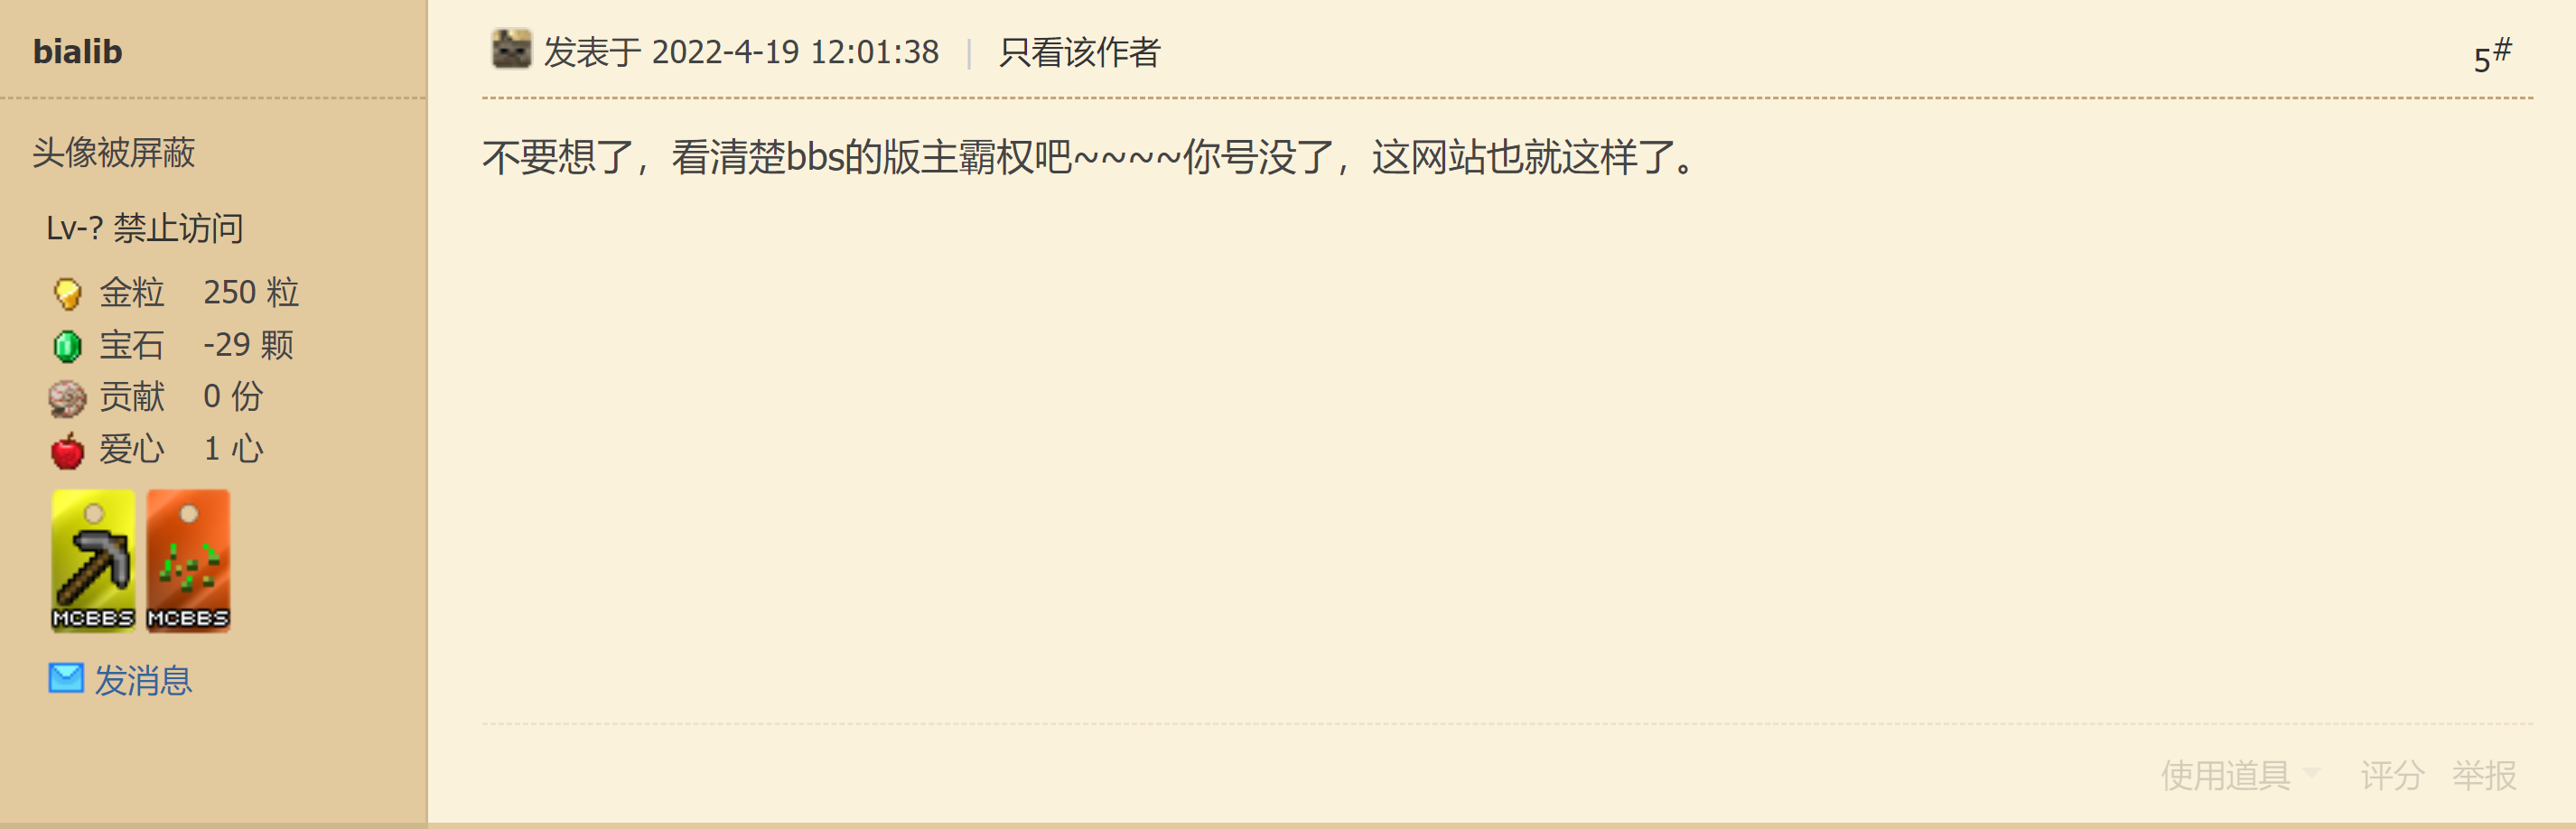 bialib
发表于 2022-4-19 12:01:38 | 只看该作者
5#
头像被屏蔽
不要想了，看清楚bbs的版主霸权吧~~~~你号没了，这网站也就这样了。
Lv-? 禁止访问
金粒 250 粒
宝石 -29 颗
贡献 0 份
爱心 1 心
MCBBS MCBBS
发消息
使用道具 评分 举报